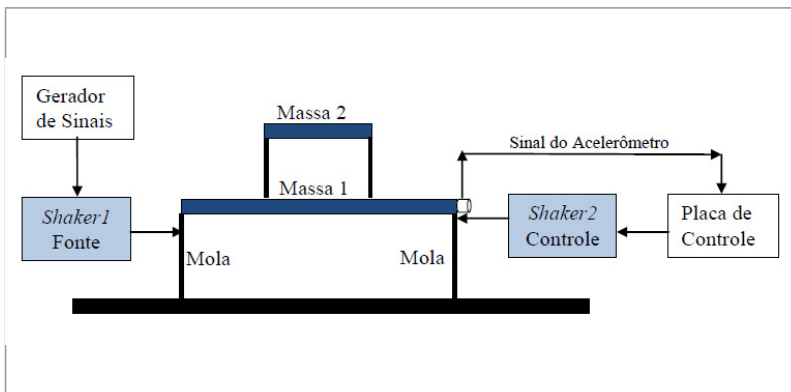 Gerador
de Sinais
Massa 2
Sinal do Acelerômetro
Massa 1
Shaker1
Fonte
Shaker2
Controle
Placa de
Controle
Mola
Mola